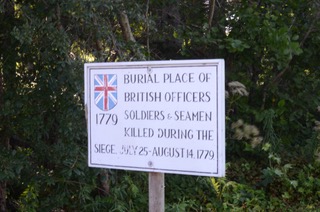 BURIAL PLACE OF
BRITISH OFFICERS
1779 SOLDIERS & SEAMEN
KILLED DURING THE
SIEGE. JULY 25-AUGUST 14. 1779